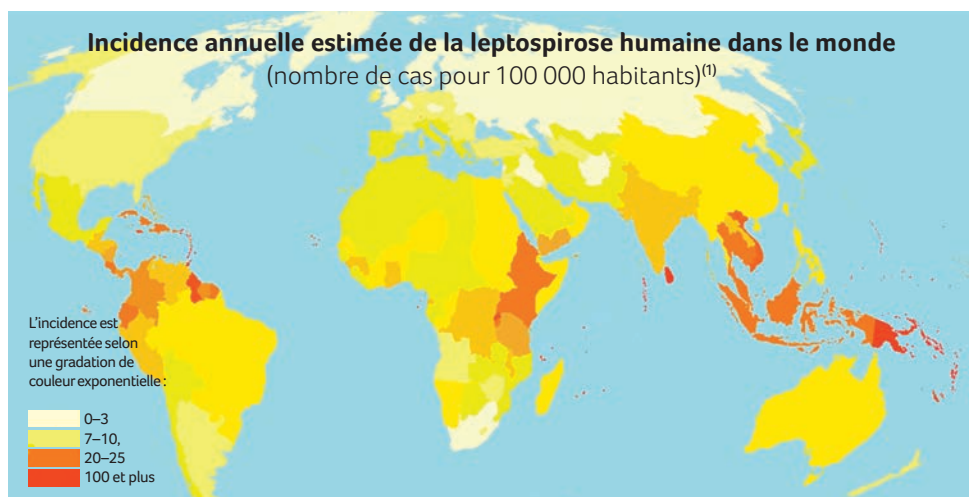 Incidence annuelle estimée de la leptospirose humaine dans le monde
(nombre de cas pour 100 000 habitants)(1)
L'incidence est
représentée selon
une gradation de
couleur exponentielle :
0–3
7–10,
20–25
100 et plus